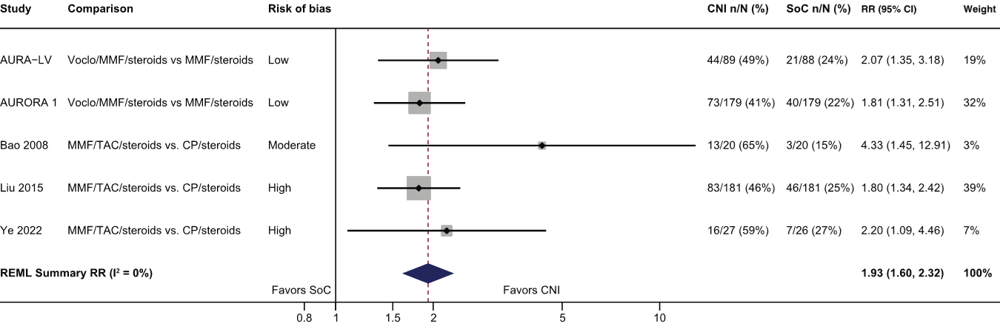 Study Comparison Risk of bias CNI n/N (%) SoC n/N (%) RR (95% CI) Weight
AURA−LV Voclo/MMF/steroids vs MMF/steroids Low 44/89 (49%) 21/88 (24%) 2.07 (1.35, 3.18) 19%
AURORA 1 Voclo/MMF/steroids vs MMF/steroids Low 73/179 (41%) 40/179 (22%) 1.81 (1.31, 2.51) 32%
Bao 2008 MMF/TAC/steroids vs. CP/steroids Moderate 13/20 (65%) 3/20 (15%) 4.33 (1.45, 12.91) 3%
Liu 2015 MMF/TAC/steroids vs. CP/steroids High 83/181 (46%) 46/181 (25%) 1.80 (1.34, 2.42) 39%
Ye 2022 MMF/TAC/steroids vs. CP/steroids High 16/27 (59%) 7/26 (27%) 2.20 (1.09, 4.46) 7%
REML Summary RR (I² = 0%) 1.93 (1.60, 2.32) 100%
Favors SoC Favors CNI
0.8 1 1.5 2 5 10